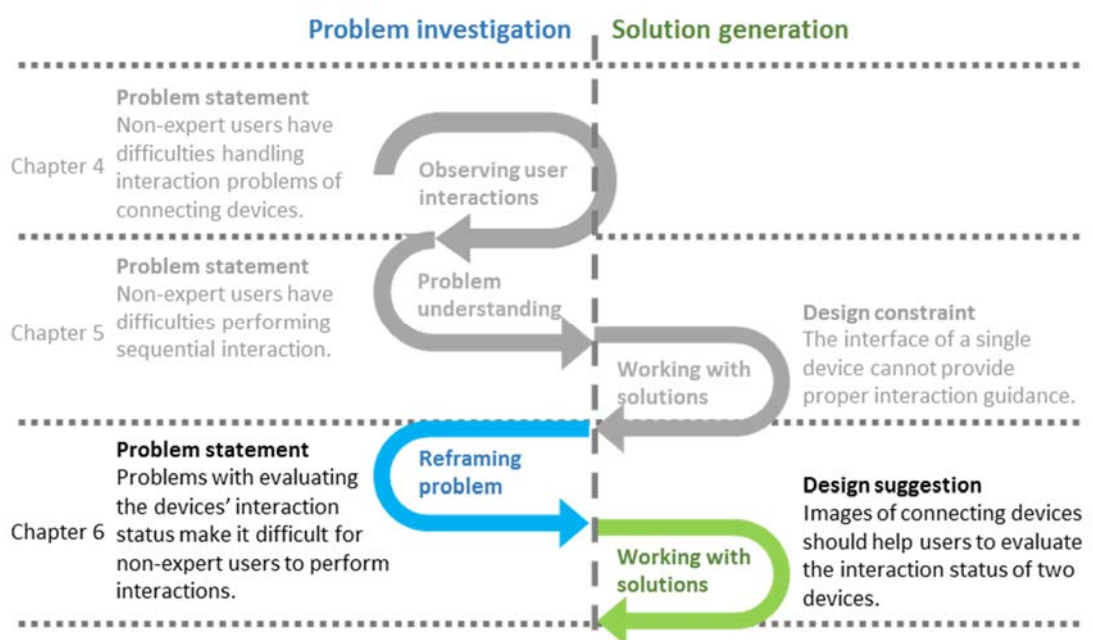 Problem investigation
Solution generation
Chapter 4
Problem statement
Non-expert users have
difficulties handling
interaction problems of
connecting devices.
Observing user
interactions
Chapter 5
Problem statement
Non-expert users have
difficulties performing
sequential interaction.
Problem
understanding
Working with
solutions
Design constraint
The interface of a single
device cannot provide
proper interaction guidance.
Chapter 6
Problem statement
Problems with evaluating
the devices’ interaction
status make it difficult for
non-expert users to perform
interactions.
Reframing
problem
Working with
solutions
Design suggestion
Images of connecting devices
should help users to evaluate
the interaction status of two
devices.